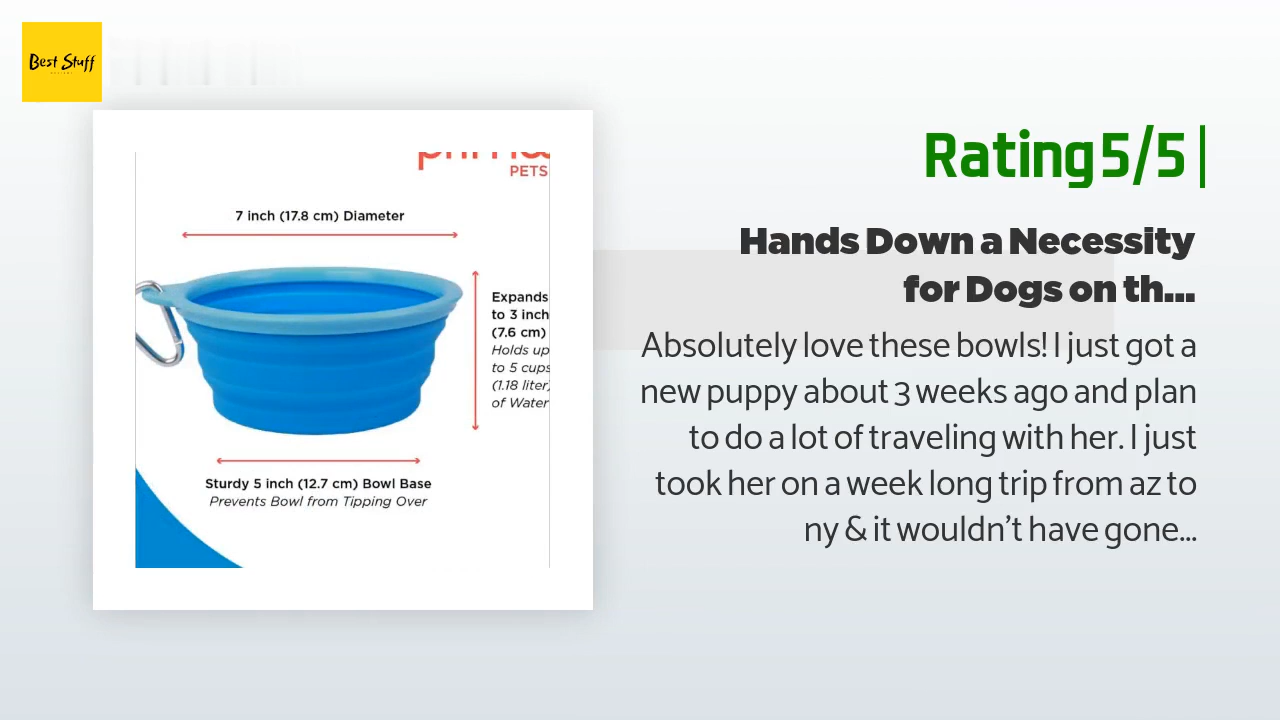 Best Stuff
PETS
7 inch (17.8 cm) Diameter
Expands
to 3 inch
(7.6 cm)
Holds up
to 5 cups
(1.18 liter)
of Water
Sturdy 5 inch (12.7 cm) Bowl Base
Prevents Bowl from Tipping Over
Rating 5/5
Hands Down a Necessity
for Dogs on th...
Absolutely love these bowls! I just got a
new puppy about 3 weeks ago and plan
to do a lot of traveling with her. I just
took her on a week long trip from az to
ny & it wouldn't have gone...